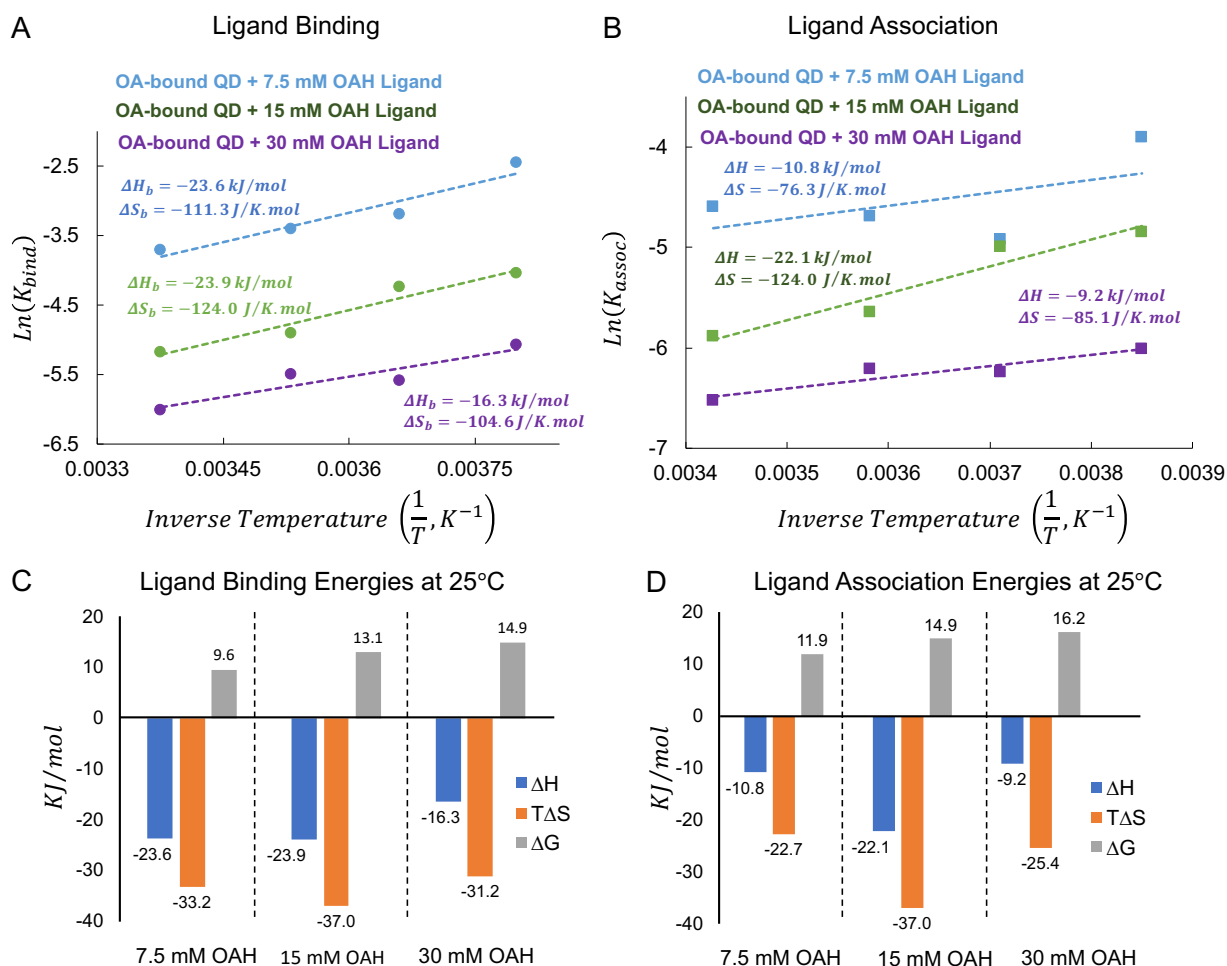 A
Ligand Binding
OA-bound QD + 7.5 mM OAH Ligand
OA-bound QD + 15 mM OAH Ligand
OA-bound QD + 30 mM OAH Ligand
-2.5
-3.5
-4.5
-5.5
-6.5
Ln(K_bind)
ΔH_b = −23.6 kJ/mol
ΔS_b = −111.3 J/K.mol
ΔH_b = −23.9 kJ/mol
ΔS_b = −124.0 J/K.mol
ΔH_b = −16.3 kJ/mol
ΔS_b = −104.6 J/K.mol
0.0033 0.00345 0.0036 0.00375
Inverse Temperature (1/T, K⁻¹)
B
Ligand Association
OA-bound QD + 7.5 mM OAH Ligand
OA-bound QD + 15 mM OAH Ligand
OA-bound QD + 30 mM OAH Ligand
-4
-5
-6
-7
Ln(K_assoc)
ΔH = −10.8 kJ/mol
ΔS = −76.3 J/K.mol
ΔH = −22.1 kJ/mol
ΔS = −124.0 J/K.mol
ΔH = −9.2 kJ/mol
ΔS = −85.1 J/K.mol
0.0034 0.0035 0.0036 0.0037 0.0038 0.0039
Inverse Temperature (1/T, K⁻¹)
C
Ligand Binding Energies at 25°C
20
10
0
-10
-20
-30
-40
KJ/mol
9.6
13.1
14.9
-23.6
-33.2
-23.9
-37.0
-16.3
-31.2
ΔH
TΔS
ΔG
7.5 mM OAH 15 mM OAH 30 mM OAH
D
Ligand Association Energies at 25°C
20
10
0
-10
-20
-30
-40
KJ/mol
11.9
14.9
16.2
-10.8
-22.7
-22.1
-37.0
-9.2
-25.4
ΔH
TΔS
ΔG
7.5 mM OAH 15 mM OAH 30 mM OAH